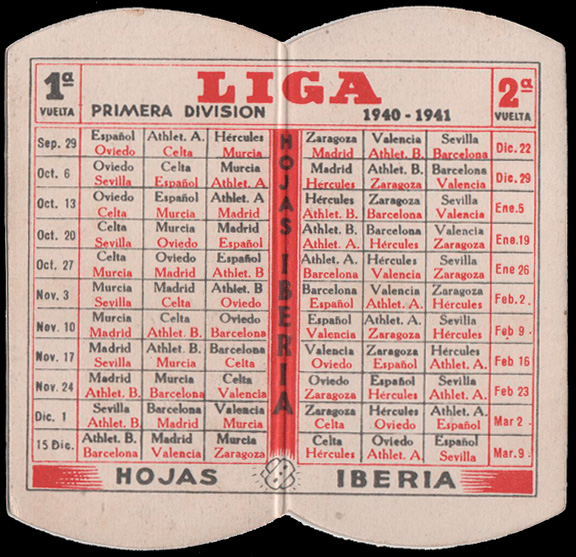 1ª VUELTA
LIGA
2ª VUELTA
PRIMERA DIVISION 1940-1941
HOJAS IBERIA
Sep. 29 Español Athlet. A. Hércules Zaragoza Valencia Sevilla Dic. 22
Oviedo Celta Murcia Madrid Athlet. B. Barcelona
Oct. 6 Oviedo Celta Murcia Madrid Athlet. B. Barcelona Dic. 29
Sevilla Español Athlet. A Hércules Zaragoza Valencia
Oct. 13 Español Oviedo Athlet. A Hércules Zaragoza Sevilla Ene.5
Celta Murcia Madrid Athlet. B. Barcelona Valencia
Oct. 20 Celta Murcia Madrid Athlet. B. Barcelona Valencia Ene.19
Sevilla Oviedo Español Athlet. A. Hércules Zaragoza
Oct. 27 Celta Oviedo Español Athlet. A. Hércules Sevilla Ene 26
Murcia Madrid Athlet. B Barcelona Valencia Zaragoza
Nov. 3 Murcia Madrid Athlet. B. Barcelona Valencia Zaragoza Feb.2.
Sevilla Celta Oviedo Español Athlet. A. Hércules
Nov. 10 Murcia Celta Oviedo Español Athlet. A. Sevilla Feb 9.
Madrid Athlet. B. Barcelona Valencia Zaragoza Hércules
Nov. 17 Madrid Athlet. B. Barcelona Valencia Zaragoza Hércules Feb 16
Sevilla Murcia Celta Oviedo Español Athlet. A.
Nov. 24 Madrid Murcia Celta Oviedo Español Sevilla Feb 23
Athlet. B. Barcelona Valencia Zaragoza Hércules Athlet. A.
Dic. 1 Sevilla Barcelona Valencia Zaragoza Hércules Athlet. A. Mar 2.
Athlet. B Madrid Murcia Celta Oviedo Español
15 Dic. Athlet. B. Madrid Murcia Celta Oviedo Español Mar. 9.
Barcelona Valencia Zaragoza Hércules Athlet. A. Sevilla
HOJAS IBERIA